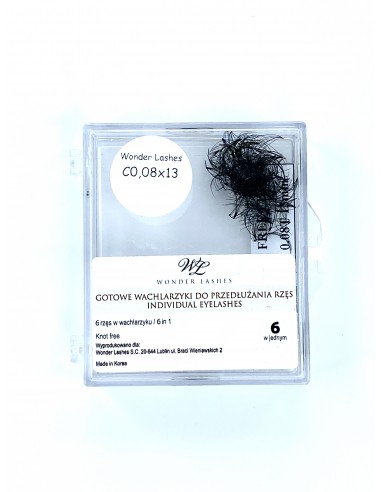 Wonder Lashes
C0,08x13
WL
WONDER LASHES
GOTOWE WACHLARZYKI DO PRZEDŁUŻANIA RZĘS
INDIVIDUAL EYELASHES
6 rzęs w wachlarzyku / 6 in 1
Knot free
Wyprodukowano dla:
Wonder Lashes S.C. 20-844 Lublin ul. Braci Wieniawskich 2
Made in Korea
6
w jednym